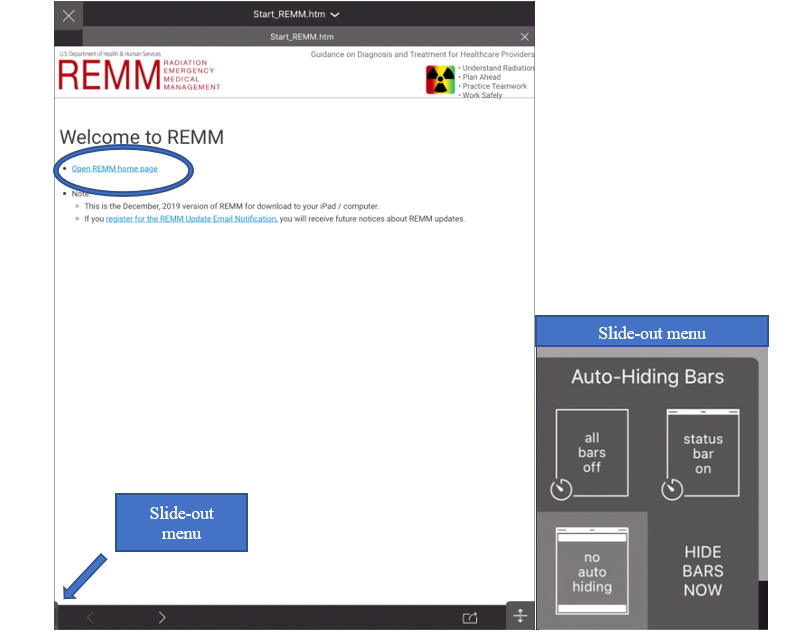 Start_REMM.htm
Start_REMM.htm
U.S. Department of Health & Human Services
REMM
RADIATION
EMERGENCY
MEDICAL
MANAGEMENT
Guidance on Diagnosis and Treatment for Healthcare Providers
• Understand Radiation
• Plan Ahead
• Practice Teamwork
• Work Safely
Welcome to REMM
• Open REMM home page
• Note:
This is the December, 2019 version of REMM for download to your iPad / computer.
If you register for the REMM Update Email Notification, you will receive future notices about REMM updates.
Slide-out
menu
Slide-out menu
Auto-Hiding Bars
all
bars
off
status
bar
on
no
auto
hiding
HIDE
BARS
NOW